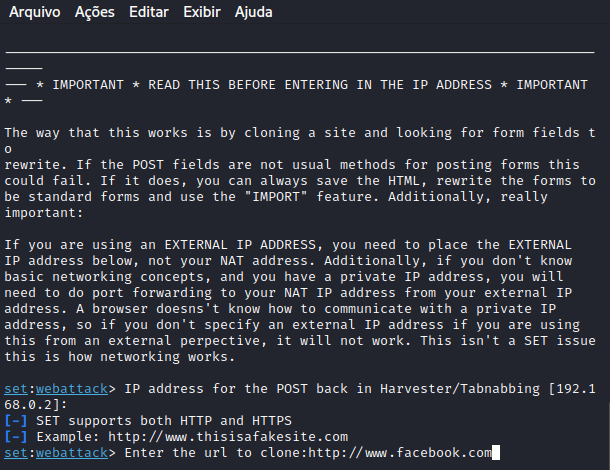 Arquivo Ações Editar Exibir Ajuda
---------------------------------------------------------------------------
-----
--- * IMPORTANT * READ THIS BEFORE ENTERING IN THE IP ADDRESS * IMPORTANT
* ---
The way that this works is by cloning a site and looking for form fields t
o
rewrite. If the POST fields are not usual methods for posting forms this
could fail. If it does, you can always save the HTML, rewrite the forms to
be standard forms and use the "IMPORT" feature. Additionally, really
important:
If you are using an EXTERNAL IP ADDRESS, you need to place the EXTERNAL
IP address below, not your NAT address. Additionally, if you don't know
basic networking concepts, and you have a private IP address, you will
need to do port forwarding to your NAT IP address from your external IP
address. A browser doesns't know how to communicate with a private IP
address, so if you don't specify an external IP address if you are using
this from an external perpective, it will not work. This isn't a SET issue
this is how networking works.
set:webattack> IP address for the POST back in Harvester/Tabnabbing [192.1
68.0.2]:
[-] SET supports both HTTP and HTTPS
[-] Example: http://www.thisisafakesite.com
set:webattack> Enter the url to clone:http://www.facebook.com